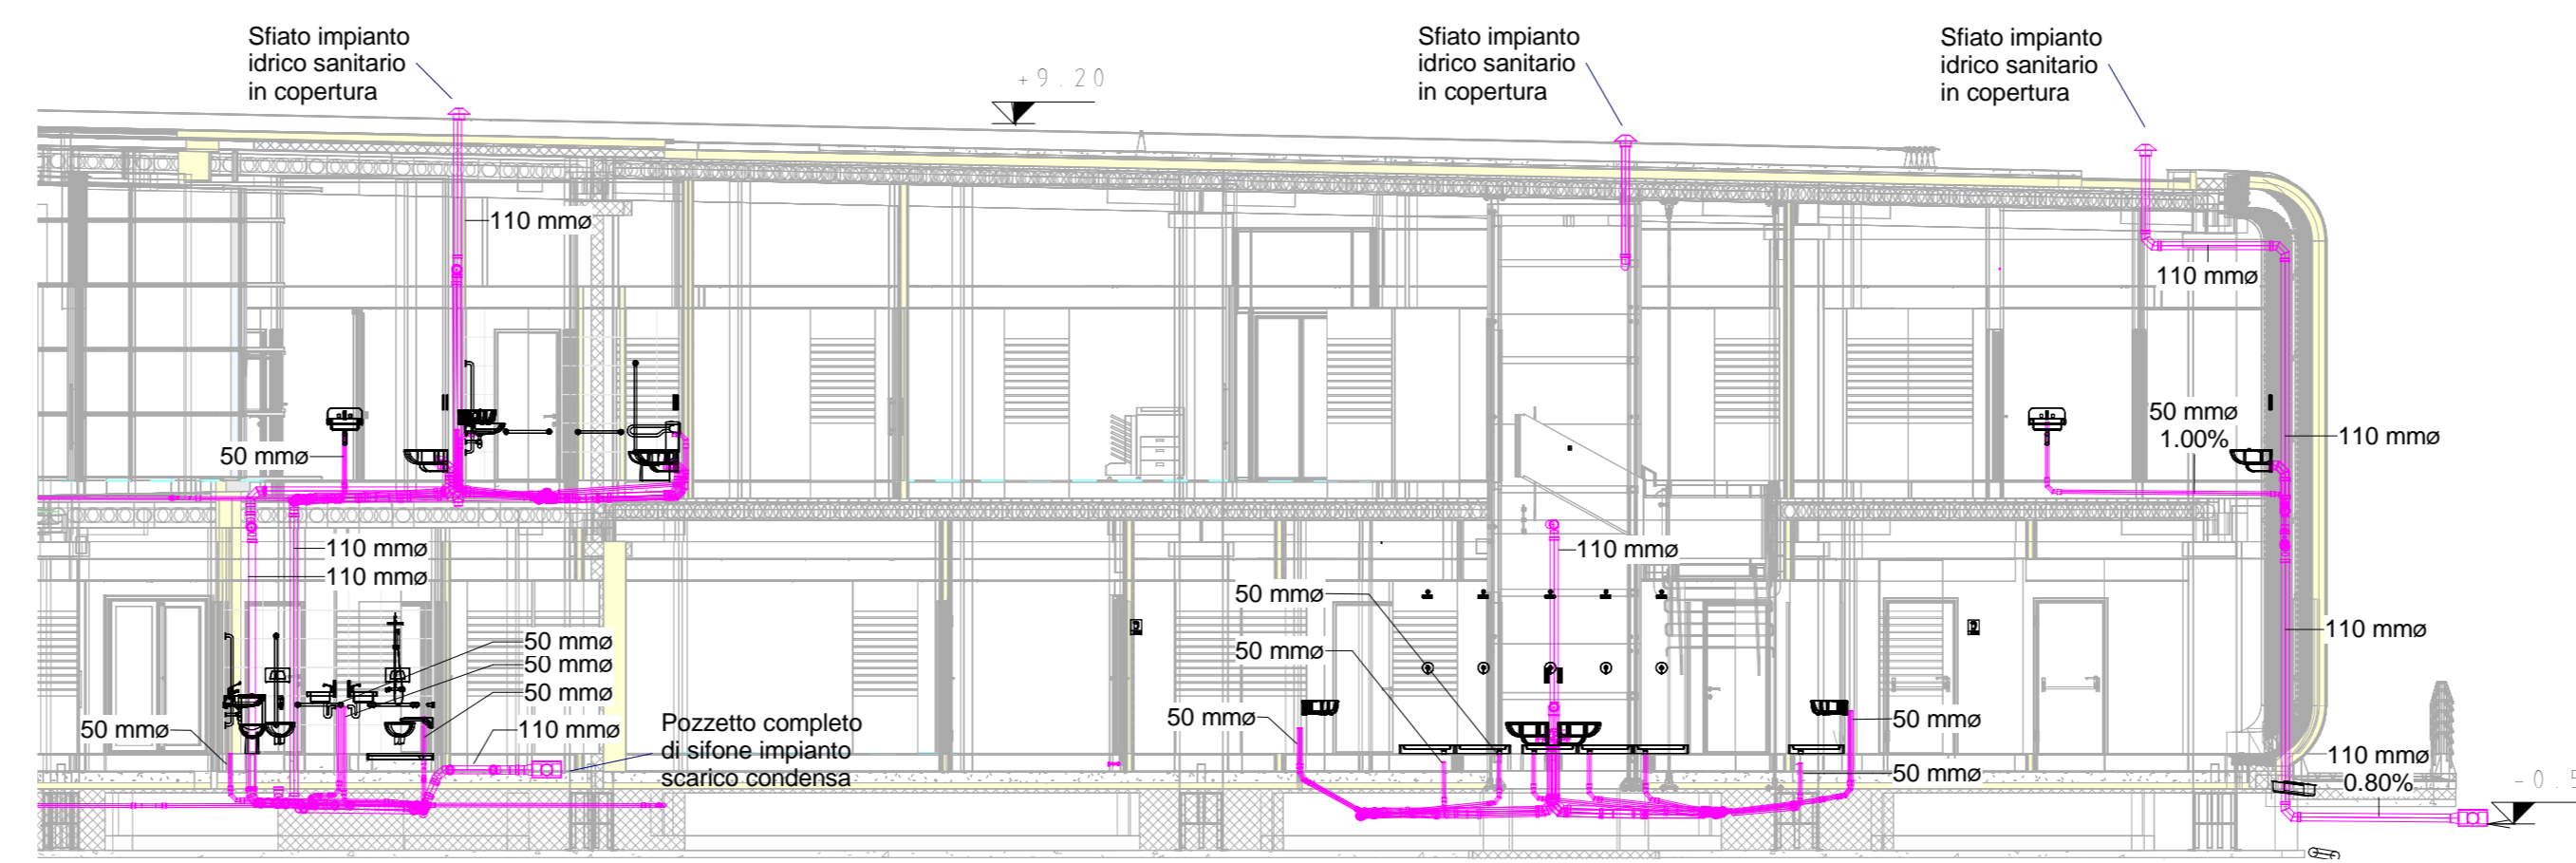 Sfiato impianto
idrico sanitario
in copertura
+9.20
Sfiato impianto
idrico sanitario
in copertura
Sfiato impianto
idrico sanitario
in copertura
110 mmø
110 mmø
50 mmø
1.00%
110 mmø
50 mmø
110 mmø
110 mmø
110 mmø
50 mmø
50 mmø
110 mmø
50 mmø
50 mmø
50 mmø
50 mmø
110 mmø
Pozzetto completo
di sifone impianto
scarico condensa
50 mmø
50 mmø
50 mmø
110 mmø
0.80%